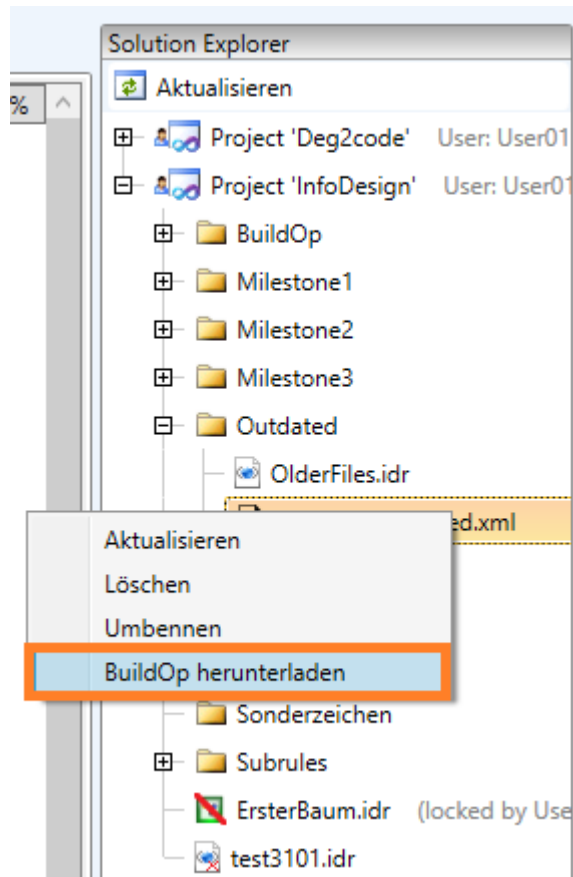 Solution Explorer
%
Aktualisieren
Project 'Deg2code' User: User01
Project 'InfoDesign' User: User01
BuildOp
Milestone1
Milestone2
Milestone3
Outdated
OlderFiles.idr
ed.xml
Aktualisieren
Löschen
Umbennen
BuildOp herunterladen
Sonderzeichen
Subrules
ErsterBaum.idr (locked by Use
test3101.idr